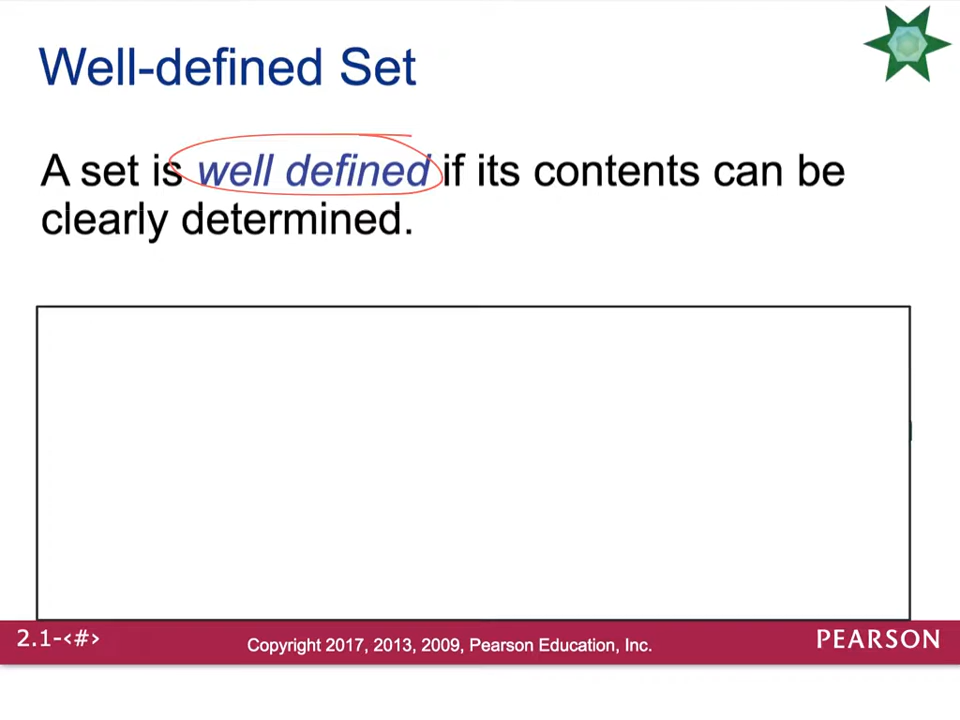 Well-defined Set
A set is well defined if its contents can be
clearly determined.
2.1-<#>
Copyright 2017, 2013, 2009, Pearson Education, Inc.
PEARSON